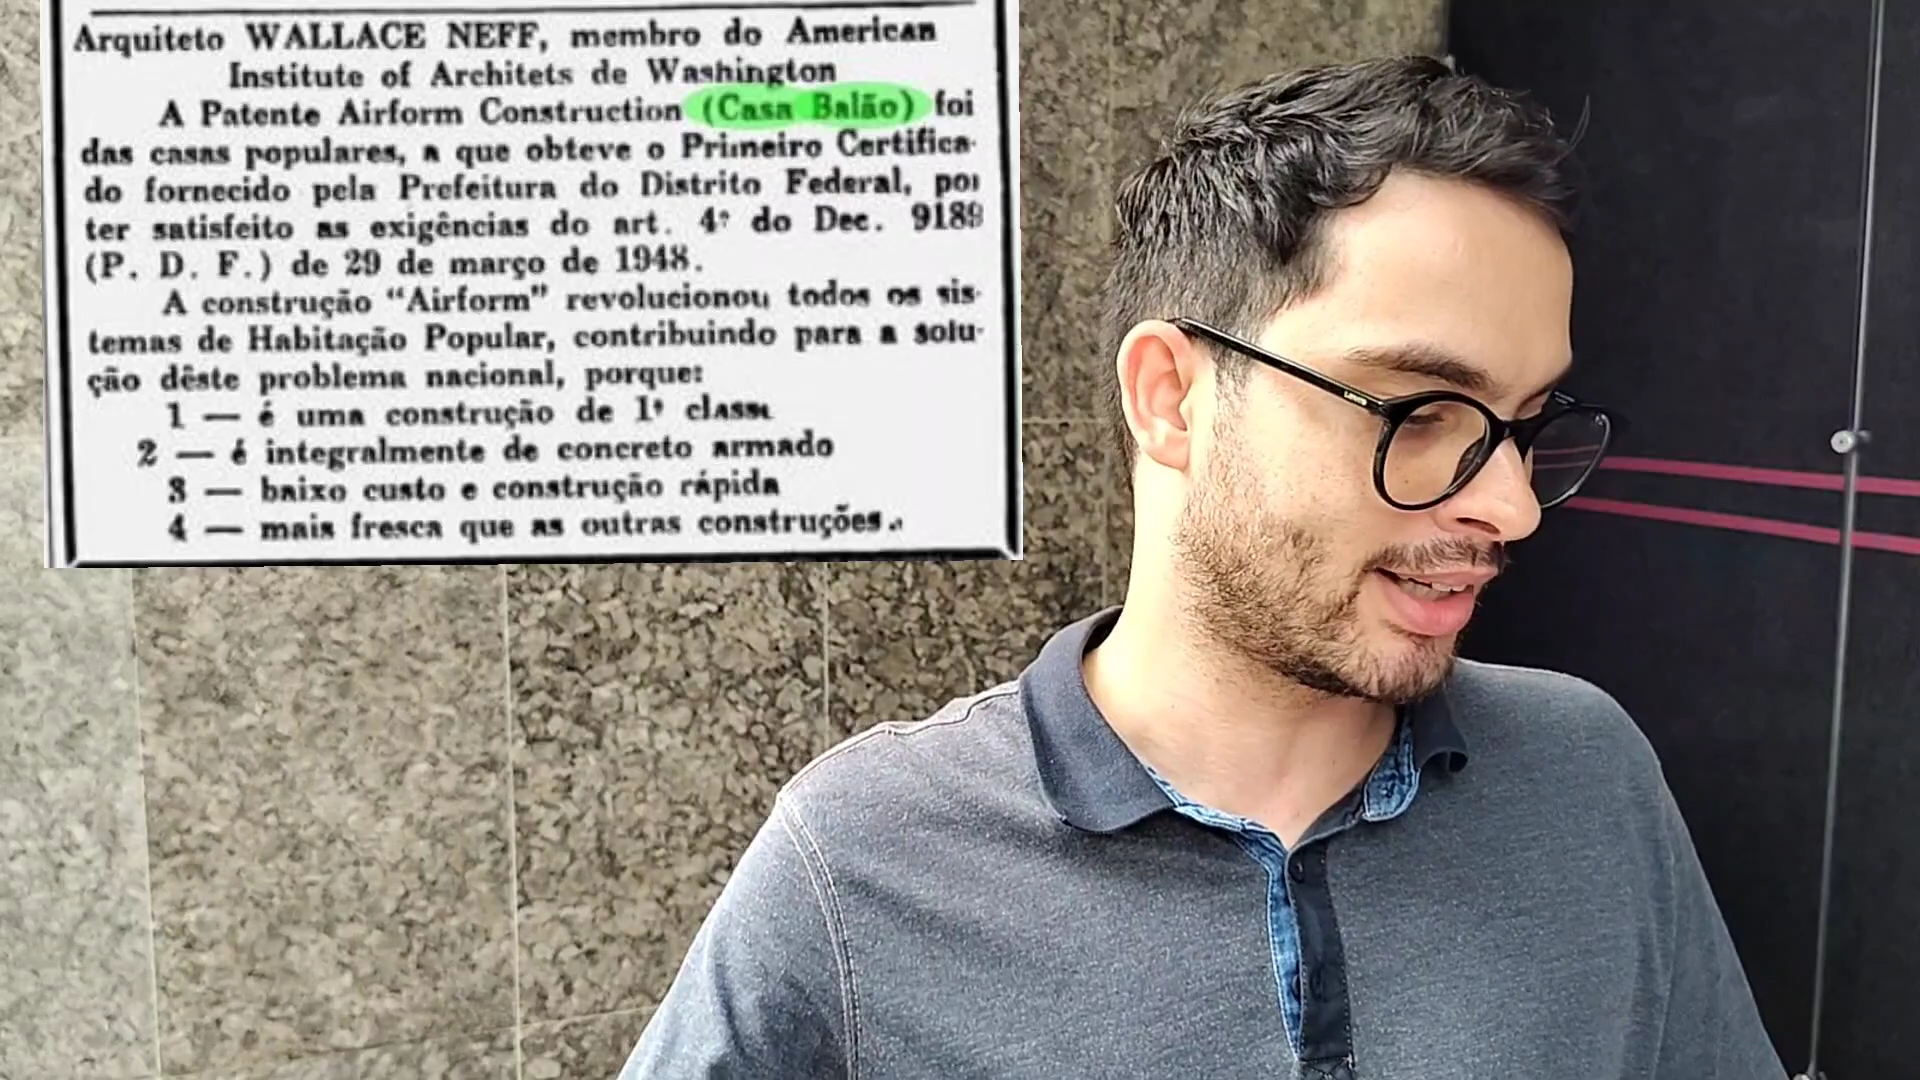 Arquiteto WALLACE NEFF, membro do American
Institute of Architets de Washington
A Patente Airform Construction (Casa Balão) foi
das casas populares, a que obteve o Primeiro Certifica-
do fornecido pela Prefeitura do Distrito Federal, por
ter satisfeito as exigências do art. 4º do Dec. 9189
(P. D. F.) de 29 de março de 1948.
A construção "Airform" revolucionou todos os sis-
temas de Habitação Popular, contribuindo para a solu-
ção dêste problema nacional, porque:
1 — é uma construção de 1ª classe
2 — é integralmente de concreto armado
3 — baixo custo e construção rápida
4 — mais fresca que as outras construções.